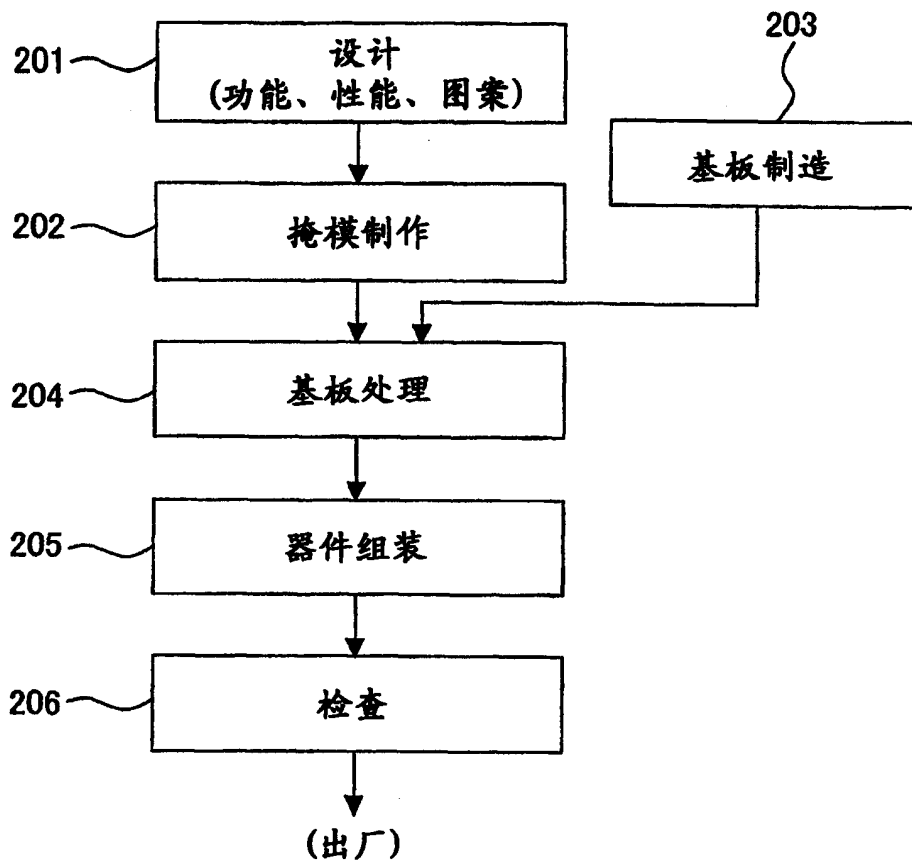 201
设计
(功能、性能、图案)
203
基板制造
202
掩模制作
204
基板处理
205
器件组装
206
检查
(出厂)